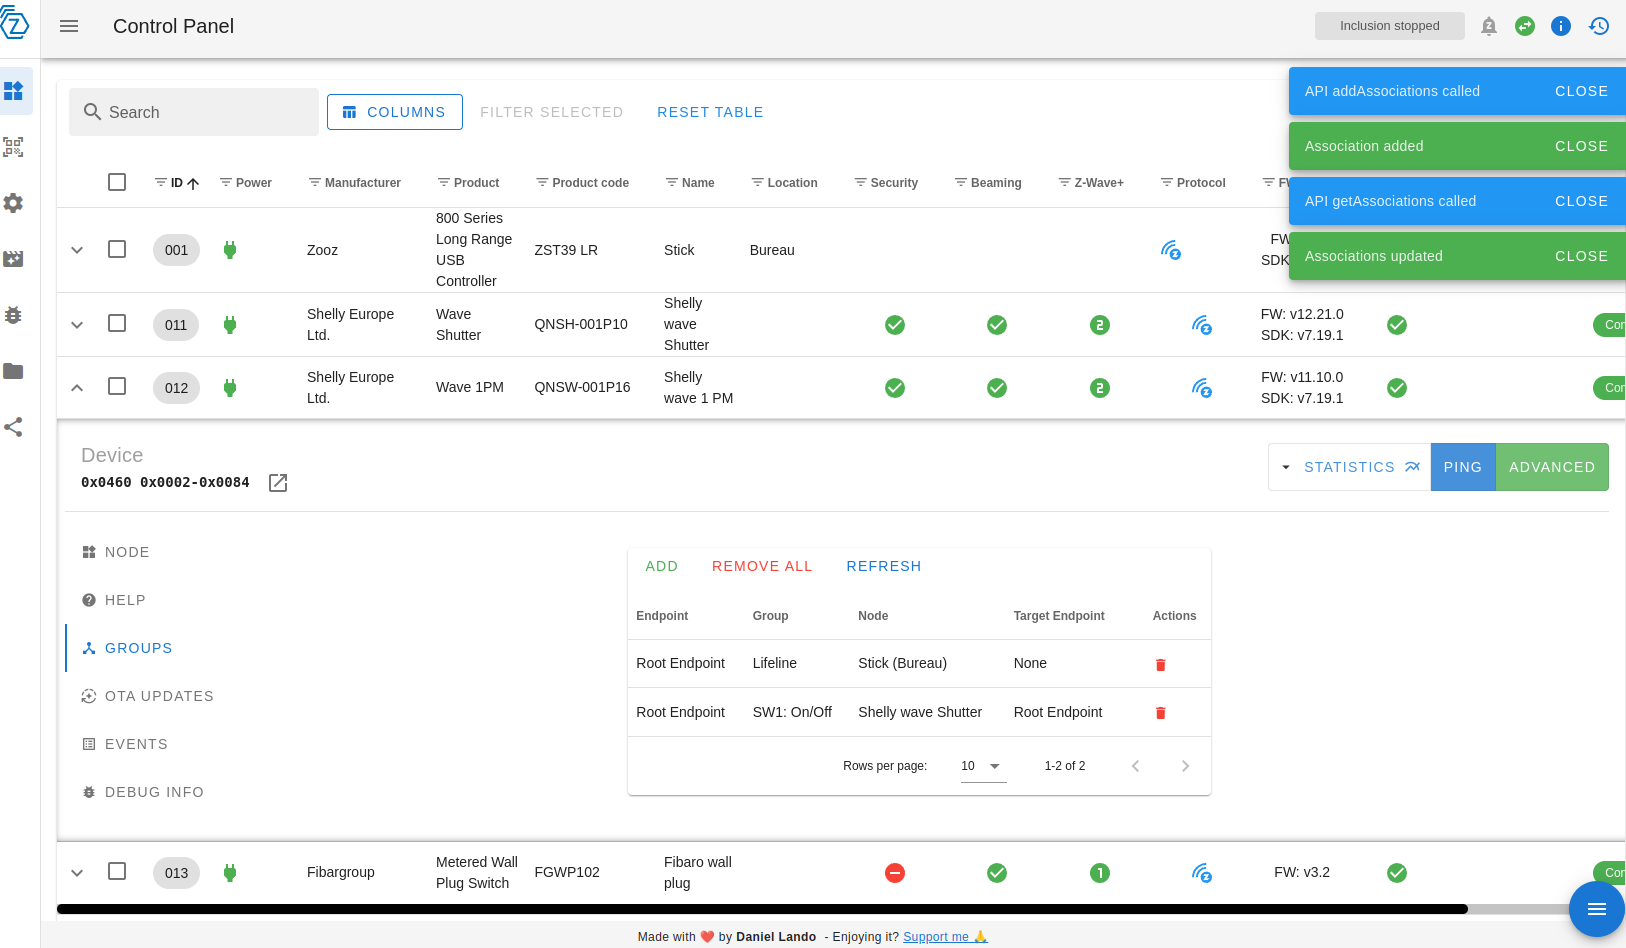 Control Panel
Inclusion stopped
Search
COLUMNS
FILTER SELECTED
RESET TABLE
API addAssociations called CLOSE
Association added CLOSE
API getAssociations called CLOSE
Associations updated CLOSE
ID Power Manufacturer Product Product code Name Location Security Beaming Z-Wave+ Protocol
001 Zooz 800 Series Long Range USB Controller ZST39 LR Stick Bureau FW SDK
011 Shelly Europe Ltd. Wave Shutter QNSH-001P10 Shelly wave Shutter 2 FW: v12.21.0 SDK: v7.19.1
012 Shelly Europe Ltd. Wave 1PM QNSW-001P16 Shelly wave 1 PM 2 FW: v11.10.0 SDK: v7.19.1
Device
0x0460 0x0002-0x0084
STATISTICS PING ADVANCED
NODE
HELP
GROUPS
OTA UPDATES
EVENTS
DEBUG INFO
ADD REMOVE ALL REFRESH
Endpoint Group Node Target Endpoint Actions
Root Endpoint Lifeline Stick (Bureau) None
Root Endpoint SW1: On/Off Shelly wave Shutter Root Endpoint
Rows per page: 10 1-2 of 2
013 Fibargroup Metered Wall Plug Switch FGWP102 Fibaro wall plug 1 FW: v3.2
Made with ❤️ by Daniel Lando - Enjoying it? Support me 🙏